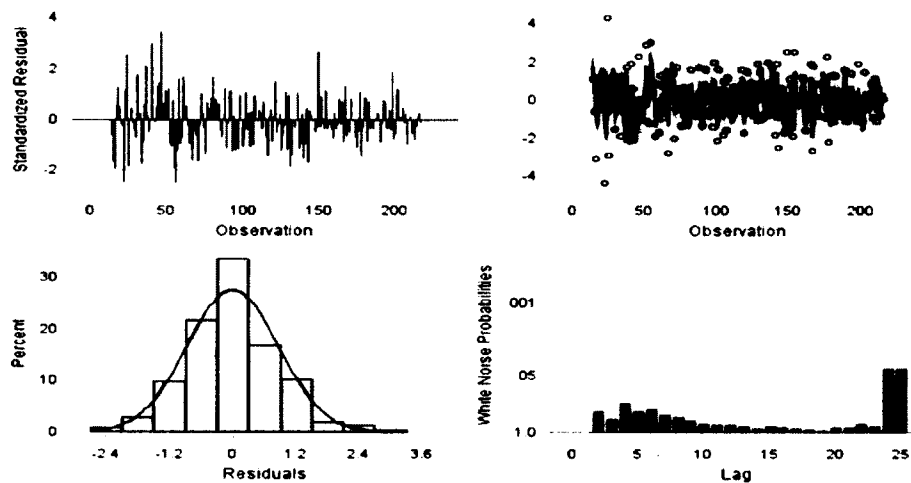 Standardized Residual
4
2
0
-2
0 50 100 150 200
Observation
4
2
0
-2
-4
0 50 100 150 200
Observation
Percent
30
20
10
0
-2.4 -1.2 0 1.2 2.4 3.6
Residuals
White Noise Probabilities
001
05
1 0
0 5 10 15 20 25
Lag